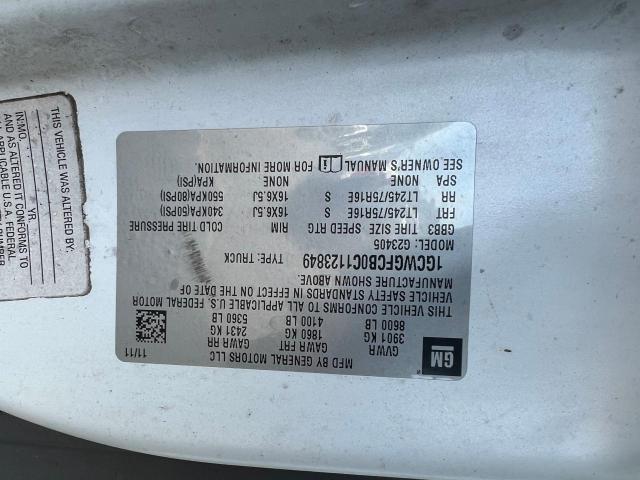 GM
MFD BY GENERAL MOTORS LLC 11/11
GVWR GAWR FRT GAWR RR
3901 KG 1860 KG 2431 KG
8600 LB 4100 LB 5360 LB
THIS VEHICLE CONFORMS TO ALL APPLICABLE U.S. FEDERAL MOTOR
VEHICLE SAFETY STANDARDS IN EFFECT ON THE DATE OF
MANUFACTURE SHOWN ABOVE.
1GCWGFCB0C1123849 TYPE: TRUCK
MODEL: G23405
GBB3 TIRE SIZE SPEED RTG RIM COLD TIRE PRESSURE
FRT LT245/75R16E S 16X6.5J 340KPA(50PSI)
RR LT245/75R16E S 16X6.5J 550KPA(80PSI)
SPA NONE NONE KPA(PSI)
SEE OWNER'S MANUAL FOR MORE INFORMATION.
THIS VEHICLE WAS ALTERED BY:
IN:MO. YR.
AND AS ALTERED IT CONFORMS TO
APPLICABLE U.S.A. FEDERAL
NUMBER